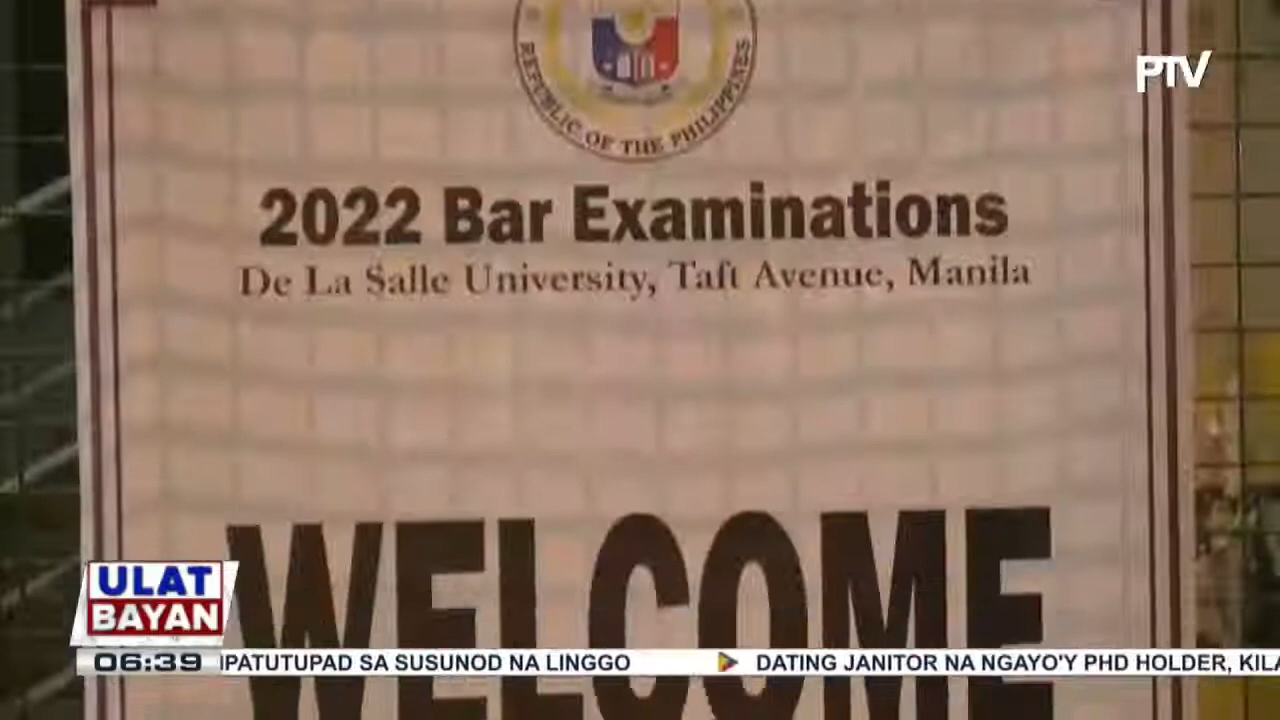 REPUBLIC OF THE PHILIPPINES
PTV
2022 Bar Examinations
De La Salle University, Taft Avenue, Manila
WELCOME
ULAT
BAYAN
06:39 IPATUTUPAD SA SUSUNOD NA LINGGO DATING JANITOR NA NGAYO'Y PHD HOLDER,